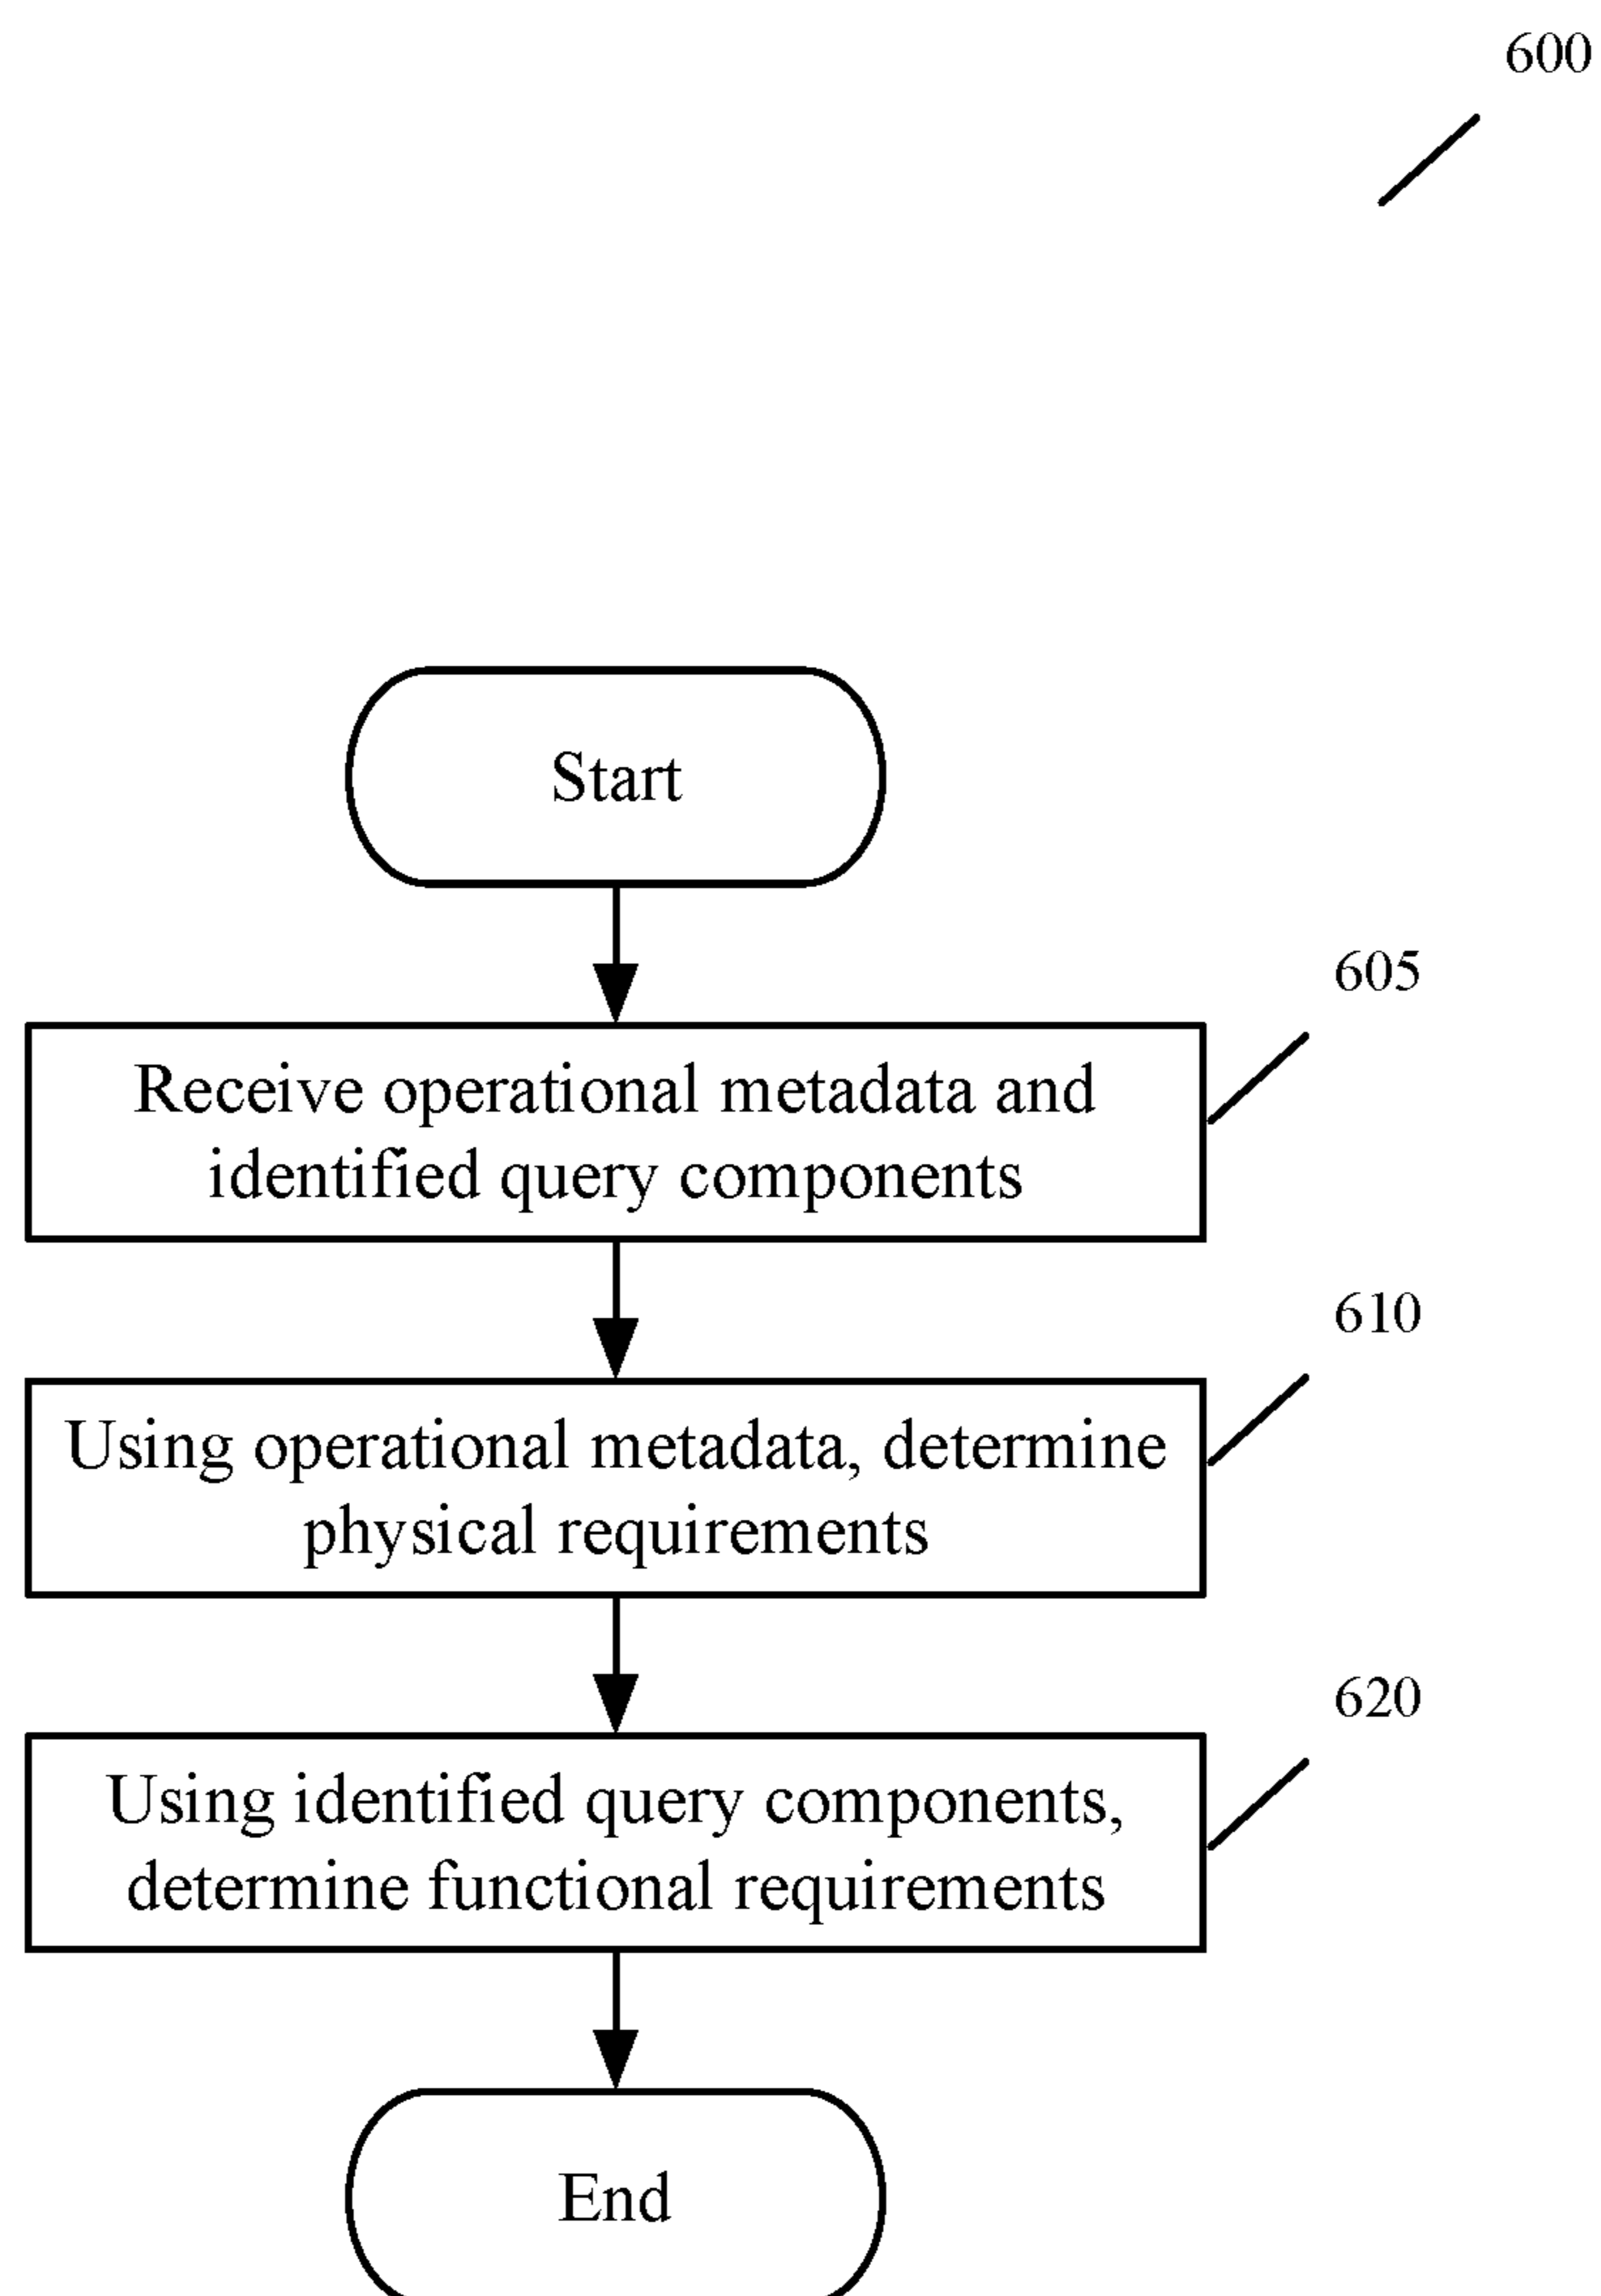 600
Start
605
Receive operational metadata and
identified query components
610
Using operational metadata, determine
physical requirements
620
Using identified query components,
determine functional requirements
End